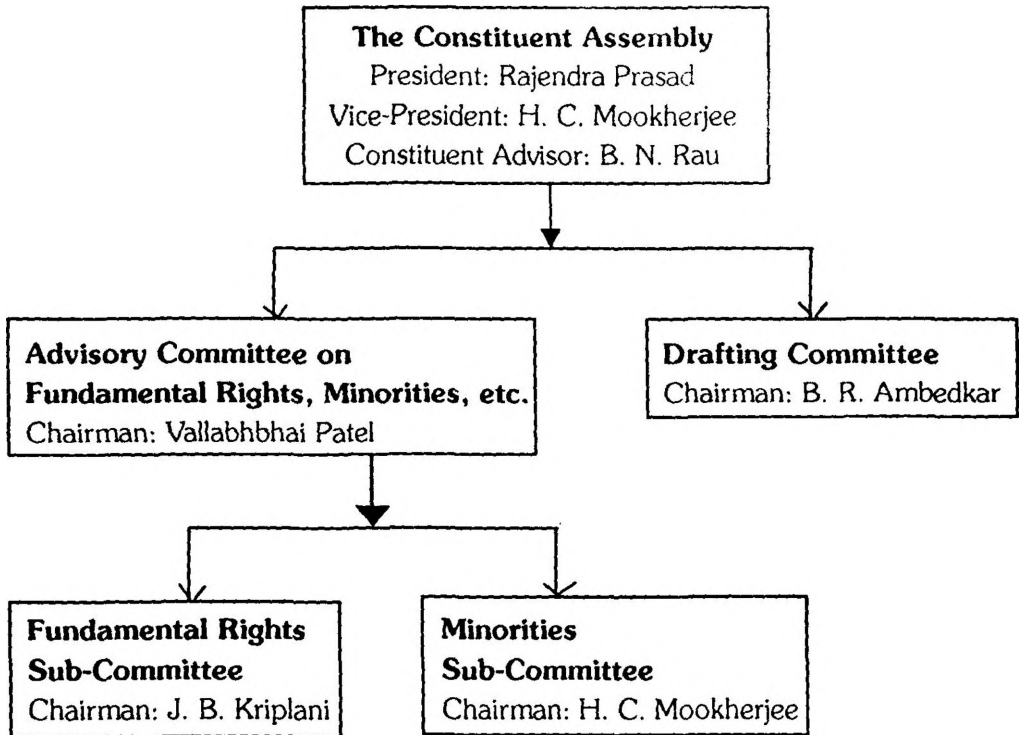 The Constituent Assembly
President: Rajendra Prasad
Vice-President: H. C. Mookherjee
Constituent Advisor: B. N. Rau
Advisory Committee on
Fundamental Rights, Minorities, etc.
Chairman: Vallabhbhai Patel
Drafting Committee
Chairman: B. R. Ambedkar
Fundamental Rights
Sub-Committee
Chairman: J. B. Kriplani
Minorities
Sub-Committee
Chairman: H. C. Mookherjee